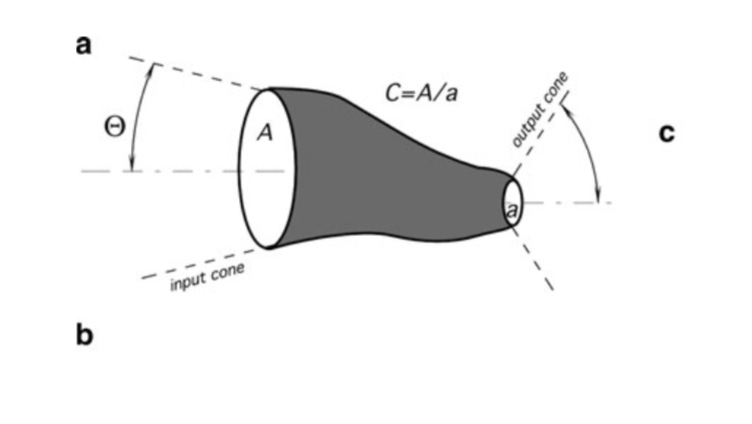 a
C=A/a
output cone
Θ
A
c
a
input cone
b